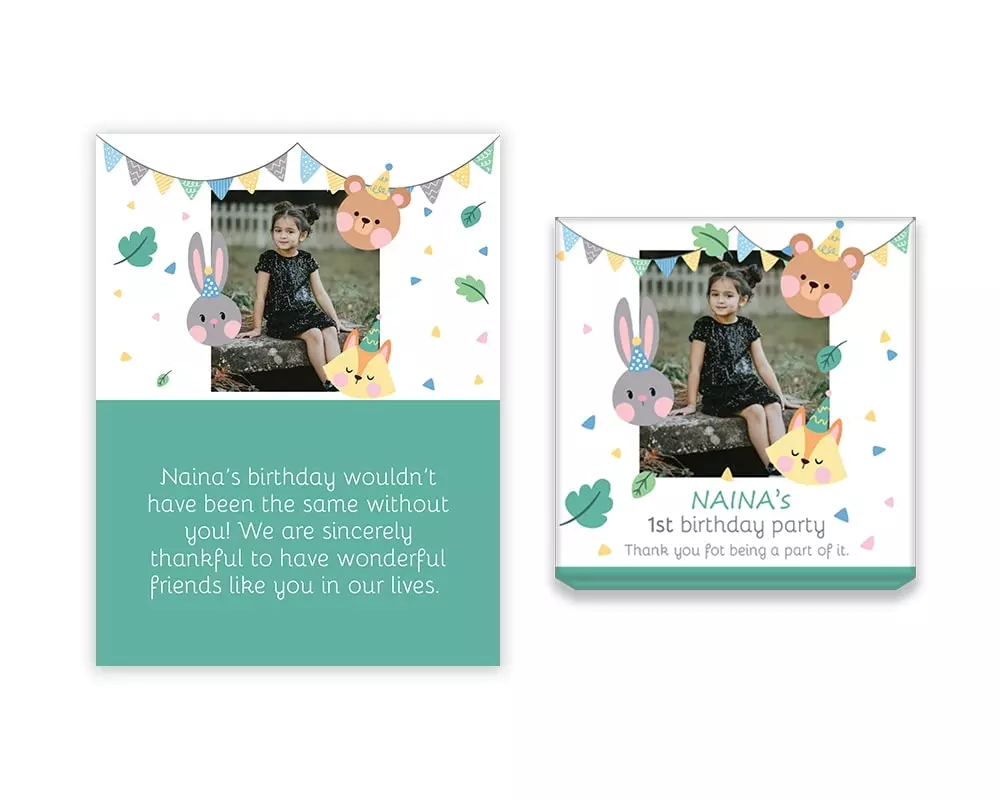 Naina's birthday wouldn't
have been the same without
you! We are sincerely
thankful to have wonderful
friends like you in our lives.
NAINA's
1st birthday party
Thank you fot being a part of it.